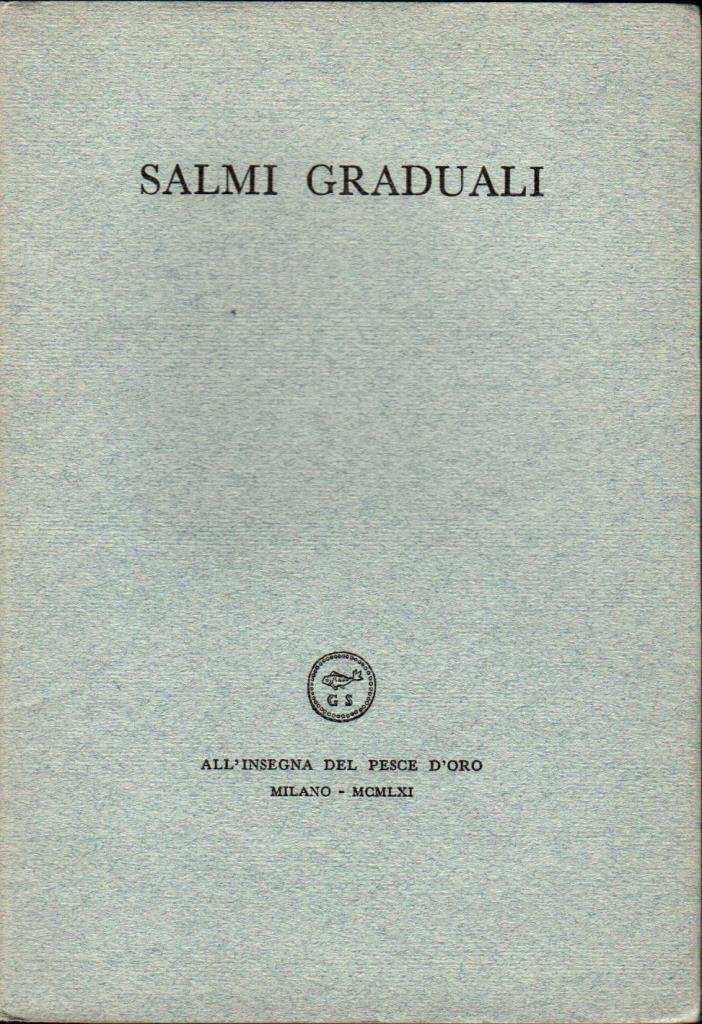 SALMI GRADUALI
G S
ALL'INSEGNA DEL PESCE D'ORO
MILANO - MCMLXI